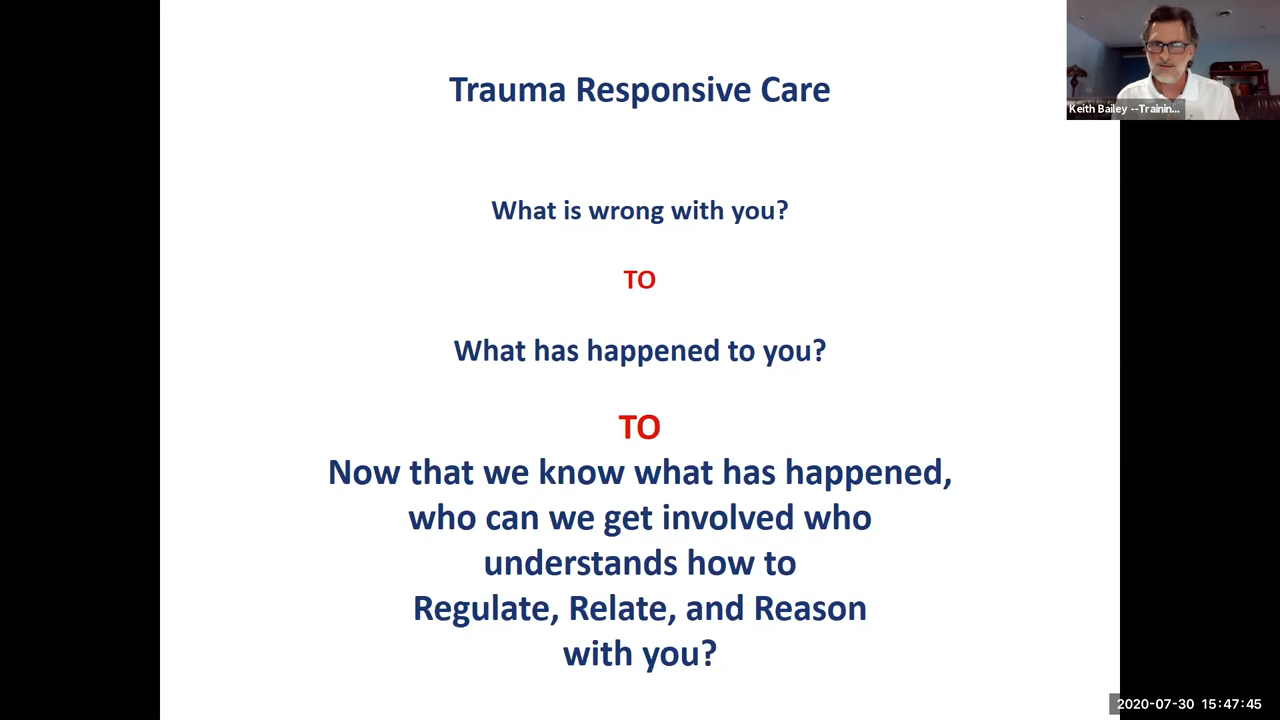 Trauma Responsive Care
Keith Bailey --Trainin...
What is wrong with you?
TO
What has happened to you?
TO
Now that we know what has happened,
who can we get involved who
understands how to
Regulate, Relate, and Reason
with you?
2020-07-30 15:47:45